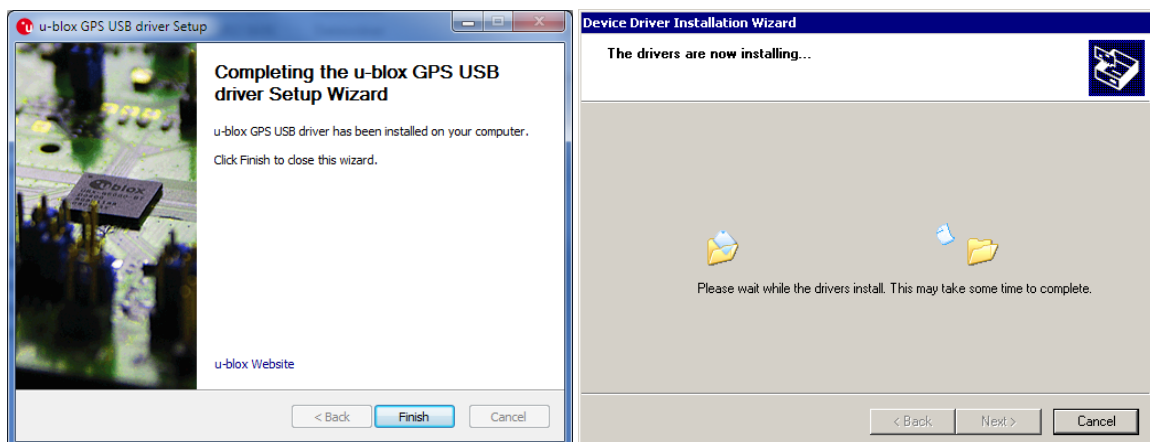 u-blox GPS USB driver Setup
Completing the u-blox GPS USB
driver Setup Wizard
u-blox GPS USB driver has been installed on your computer.
Click Finish to close this wizard.
blox
u-blox Website
< Back
Finish
Cancel
Device Driver Installation Wizard
The drivers are now installing...
Please wait while the drivers install. This may take some time to complete.
< Back
Next >
Cancel